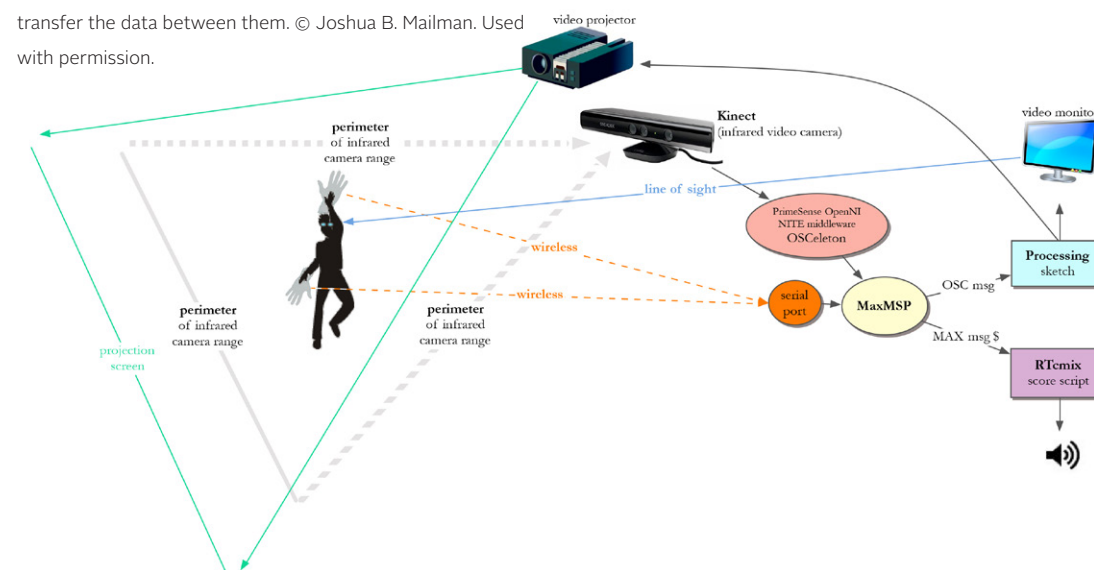 transfer the data between them. © Joshua B. Mailman. Used
with permission.
video projector
Kinect
(infrared video camera)
video monito
perimeter
of infrared
camera range
line of sight
PrimeSense OpenNI
NITE middleware
OSCeleton
wireless
wireless
serial
port
MaxMSP
OSC msg
Processing
sketch
MAX msg $
RTcmix
score script
perimeter
of infrared
camera range
perimeter
of infrared
camera range
projection
screen